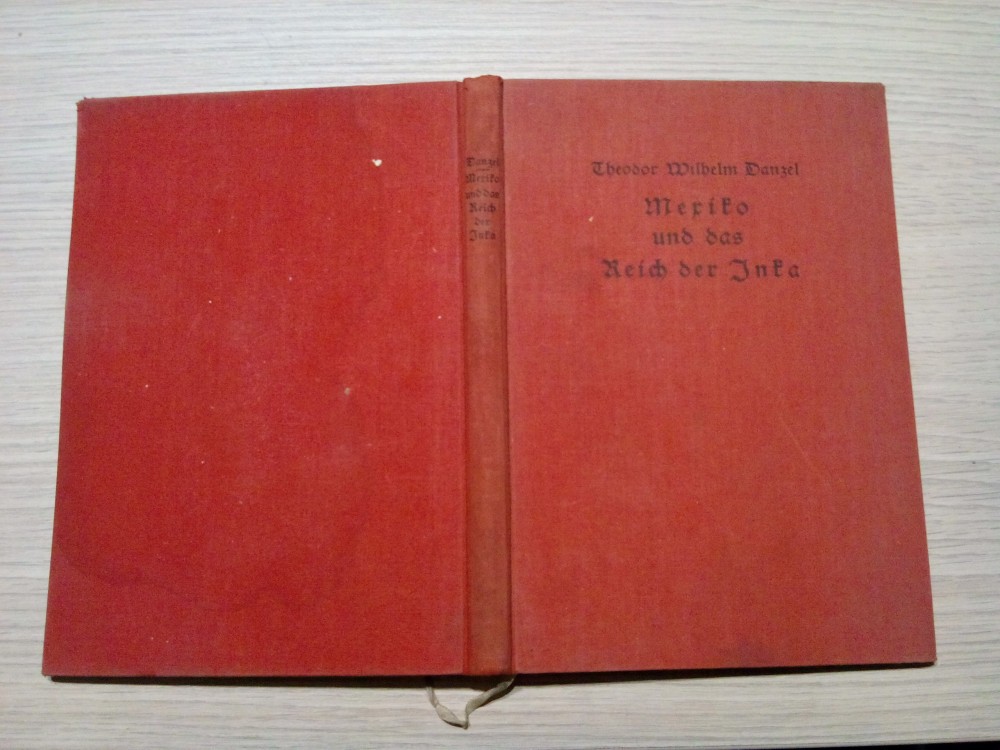 Danzel
Mexiko
und das
Reich
der
Inka
Theodor Wilhelm Danzel
Mexiko
und das
Reich der Inka